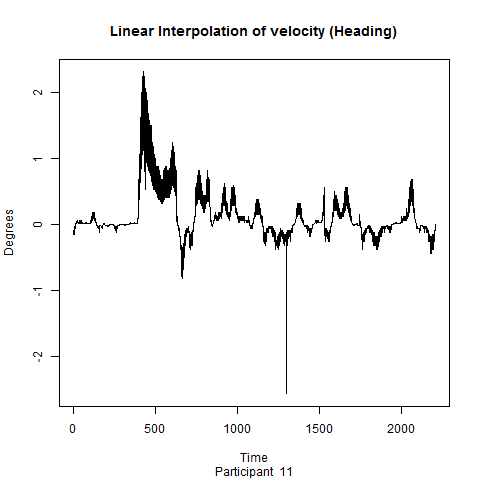 Linear Interpolation of velocity (Heading)
Degrees
2
1
0
-1
-2
0 500 1000 1500 2000
Time
Participant 11